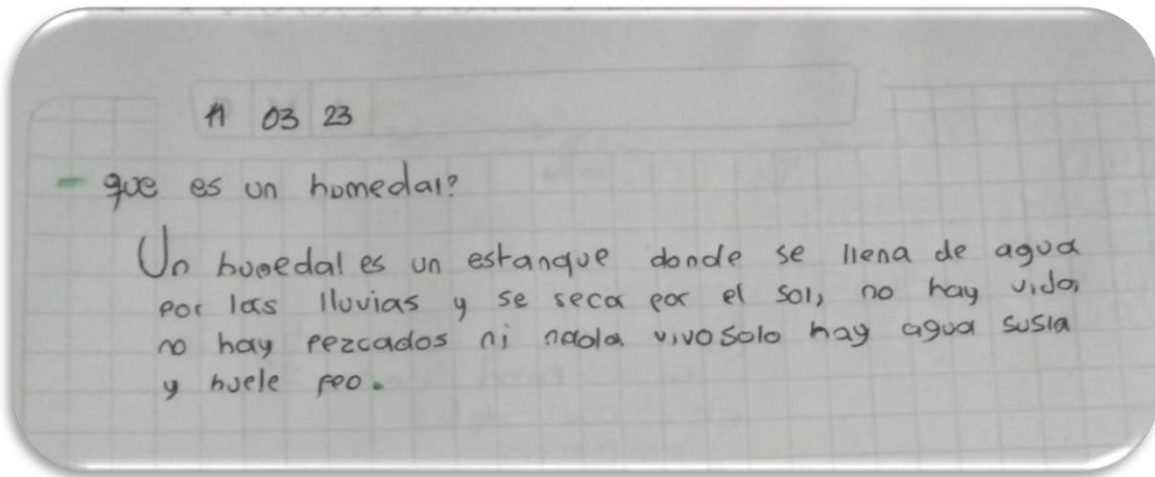 11 03 23
- que es un humedal?
Un huoedal es un estanque donde se llena de agua
por las lluvias y se seca por el sol, no hay vida,
no hay pezcados ni nada vivo solo hay agua susia
y huele feo.